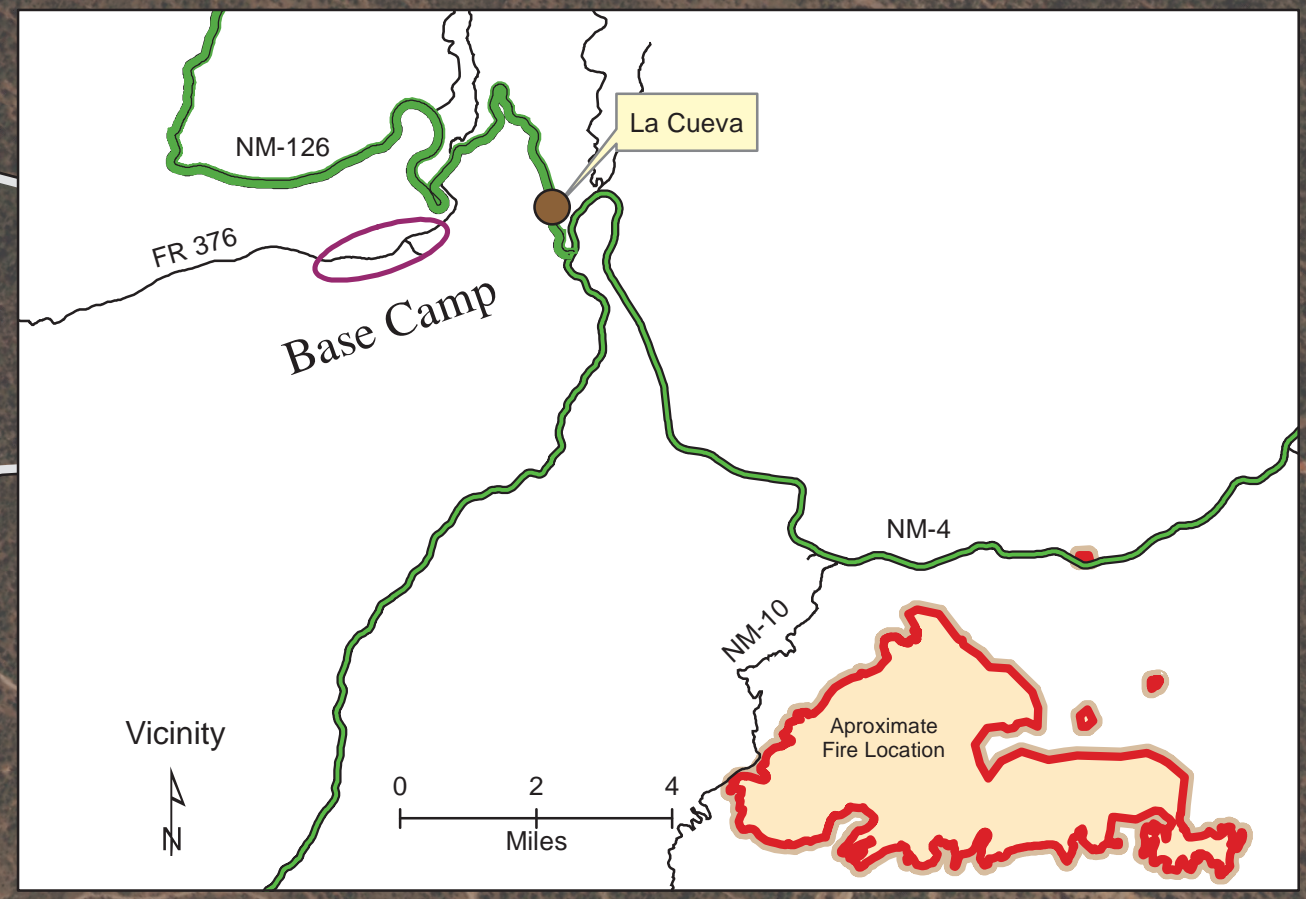 La Cueva
NM-126
FR 376
Base Camp
NM-4
NM-10
Aproximate
Fire Location
Vicinity
N
0 2 4
Miles